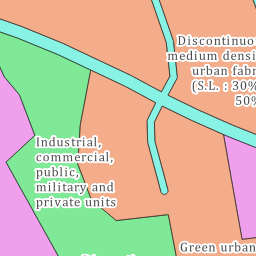 Discontinuo
medium densi
urban fabr
(S.L. : 30%
50%
Industrial,
commercial,
public,
military and
private units
Green urban